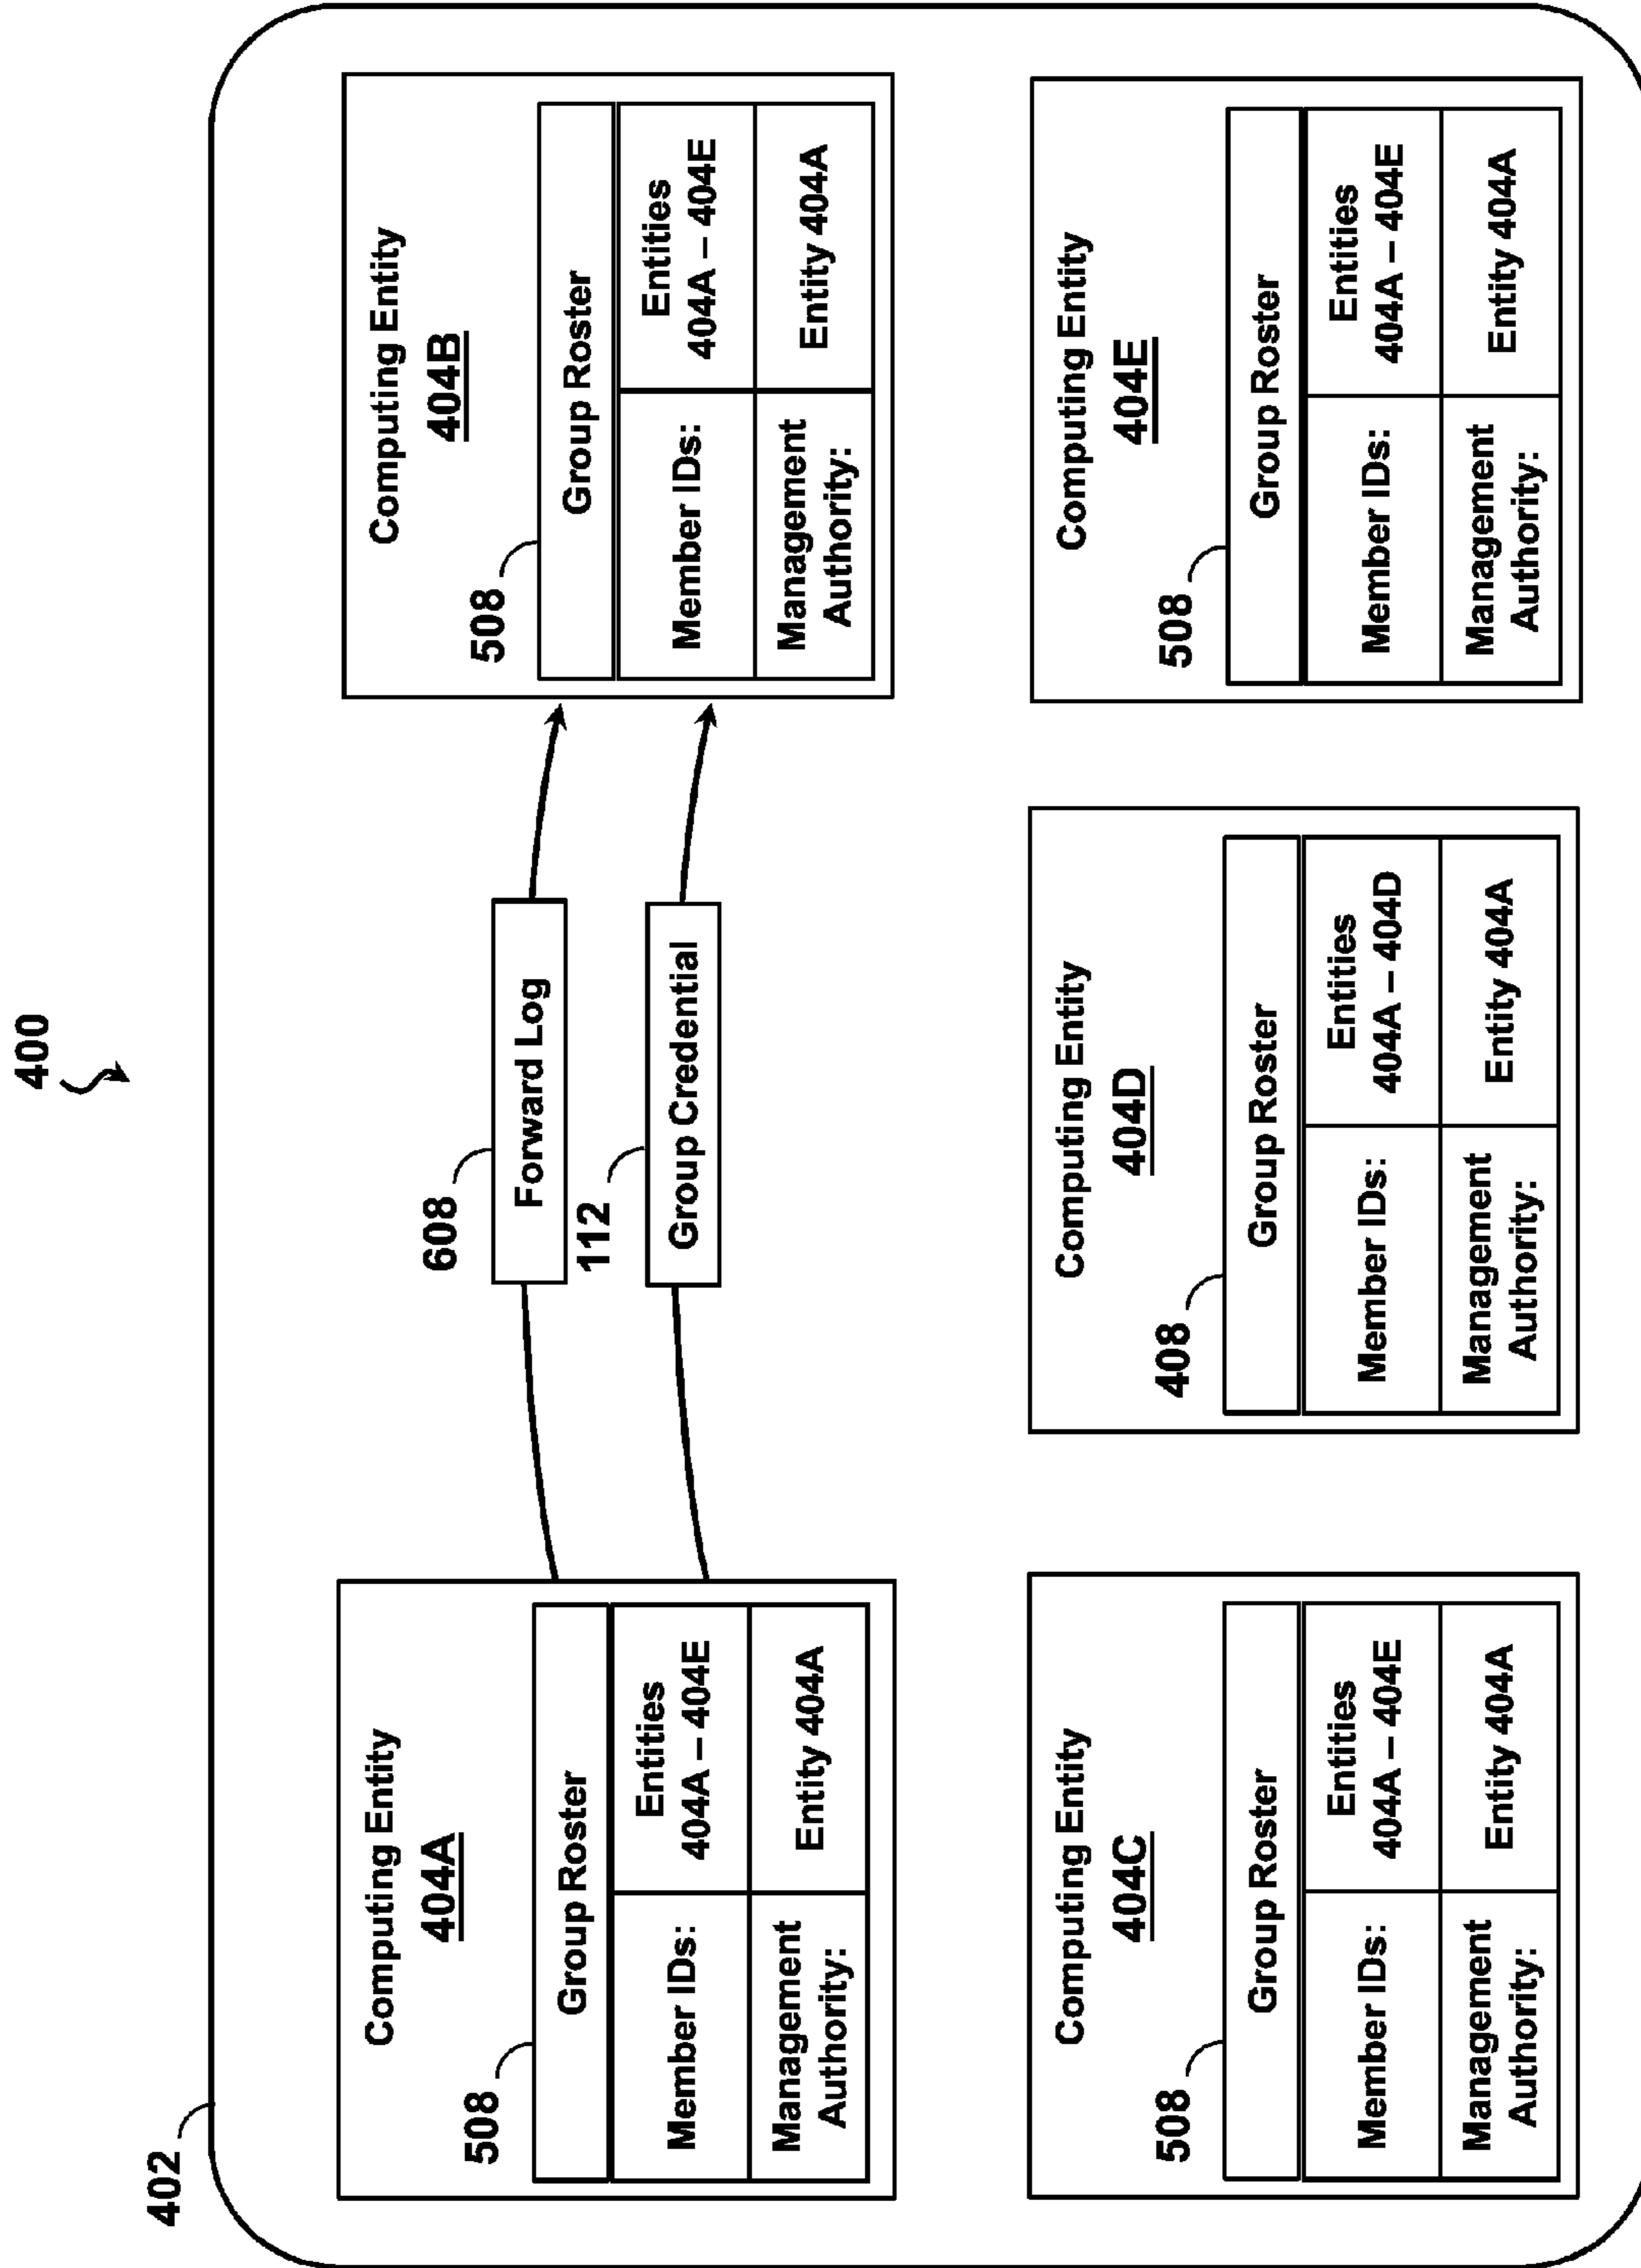 400
402
Computing Entity
404A
508
Group Roster
Member IDs:
Entities
404A – 404E
Management
Authority:
Entity 404A
608
Forward Log
112
Group Credential
Computing Entity
404B
508
Group Roster
Member IDs:
Entities
404A – 404E
Management
Authority:
Entity 404A
Computing Entity
404C
508
Group Roster
Member IDs:
Entities
404A – 404E
Management
Authority:
Entity 404A
Computing Entity
404D
408
Group Roster
Member IDs:
Entities
404A – 404D
Management
Authority:
Entity 404A
Computing Entity
404E
508
Group Roster
Member IDs:
Entities
404A – 404E
Management
Authority:
Entity 404A